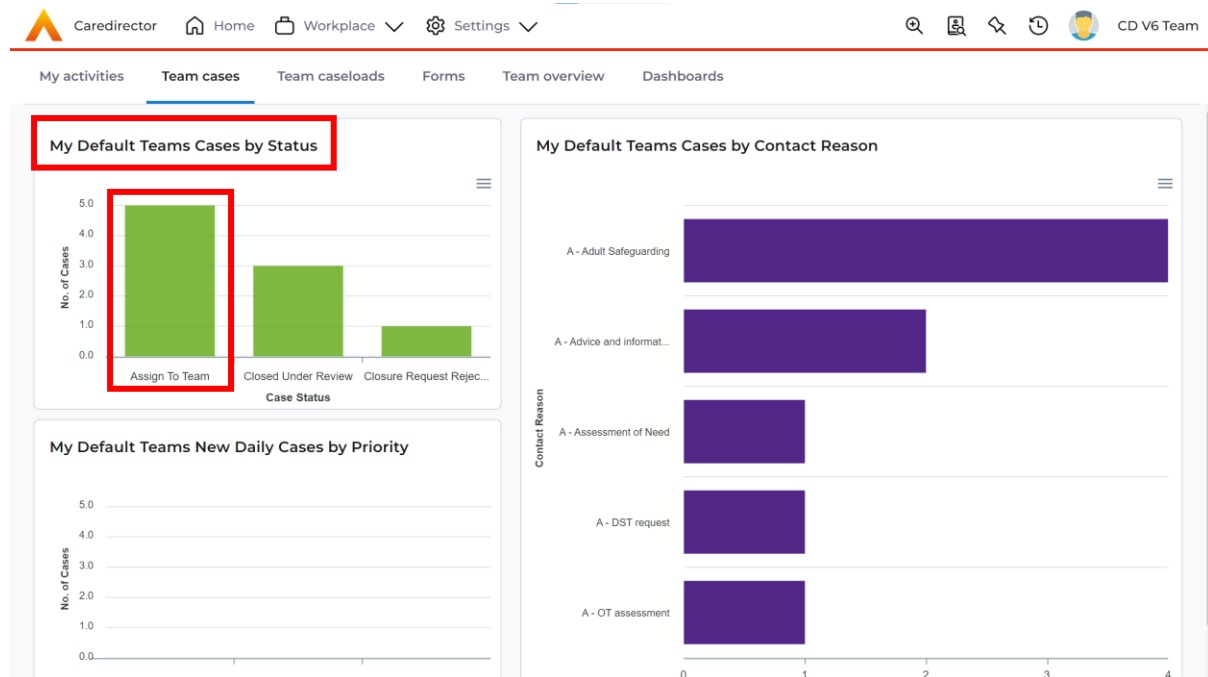 Caredirector Home Workplace Settings CD V6 Team
My activities Team cases Team caseloads Forms Team overview Dashboards
My Default Teams Cases by Status
5.0
4.0
3.0
2.0
1.0
0.0
No. of Cases
Assign To Team Closed Under Review Closure Request Rejec...
Case Status
My Default Teams New Daily Cases by Priority
5.0
4.0
3.0
2.0
1.0
0.0
No. of Cases
My Default Teams Cases by Contact Reason
A - Adult Safeguarding
A - Advice and informat...
A - Assessment of Need
A - DST request
A - OT assessment
Contact Reason
0 1 2 3 4